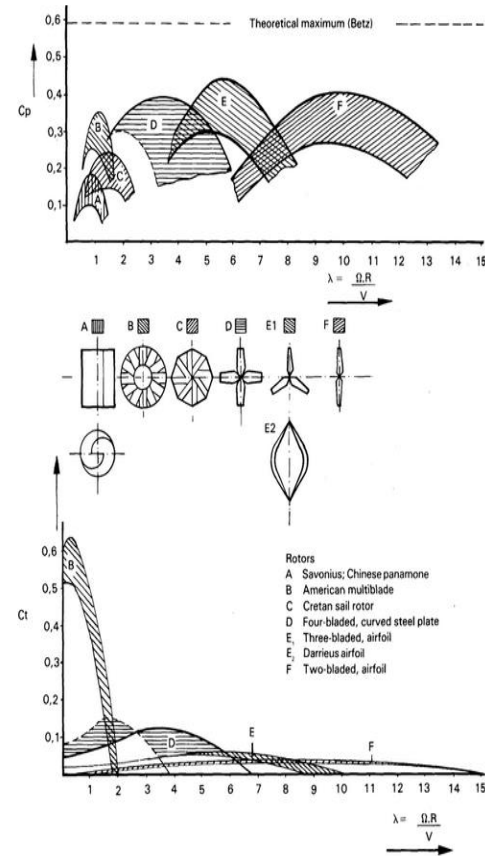 Theoretical maximum (Betz)
0,6
0,5
0,4
Cp
0,3
0,2
0,1
B
C
A
D
E
F
1 2 3 4 5 6 7 8 9 10 11 12 13 14 15
λ = Ω.R
V
A B C D E1 F
E2
0,6
0,5
Ct
0,4
0,3
0,2
0,1
B
D
E
F
Rotors
A Savonius; Chinese panamone
B American multiblade
C Cretan sail rotor
D Four-bladed, curved steel plate
E₁ Three-bladed, airfoil
E₂ Darrieus airfoil
F Two-bladed, airfoil
1 2 3 4 5 6 7 8 9 10 11 12 13 14 15
λ = Ω.R
V